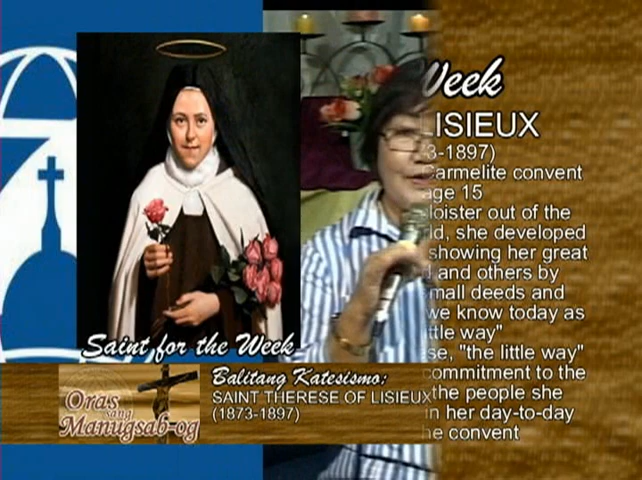 Week
LISIEUX
3-1897)
Carmelite convent
age 15
loister out of the
ld, she developed
showing her great
and others by
mall deeds and
we know today as
ttle way"
se, "the little way"
commitment to the
the people she
n her day-to-day
he convent
Saint for the Week
Balitang Katesismo:
SAINT THERESE OF LISIEUX
(1873-1897)
Oras
sang
Manugsab-og